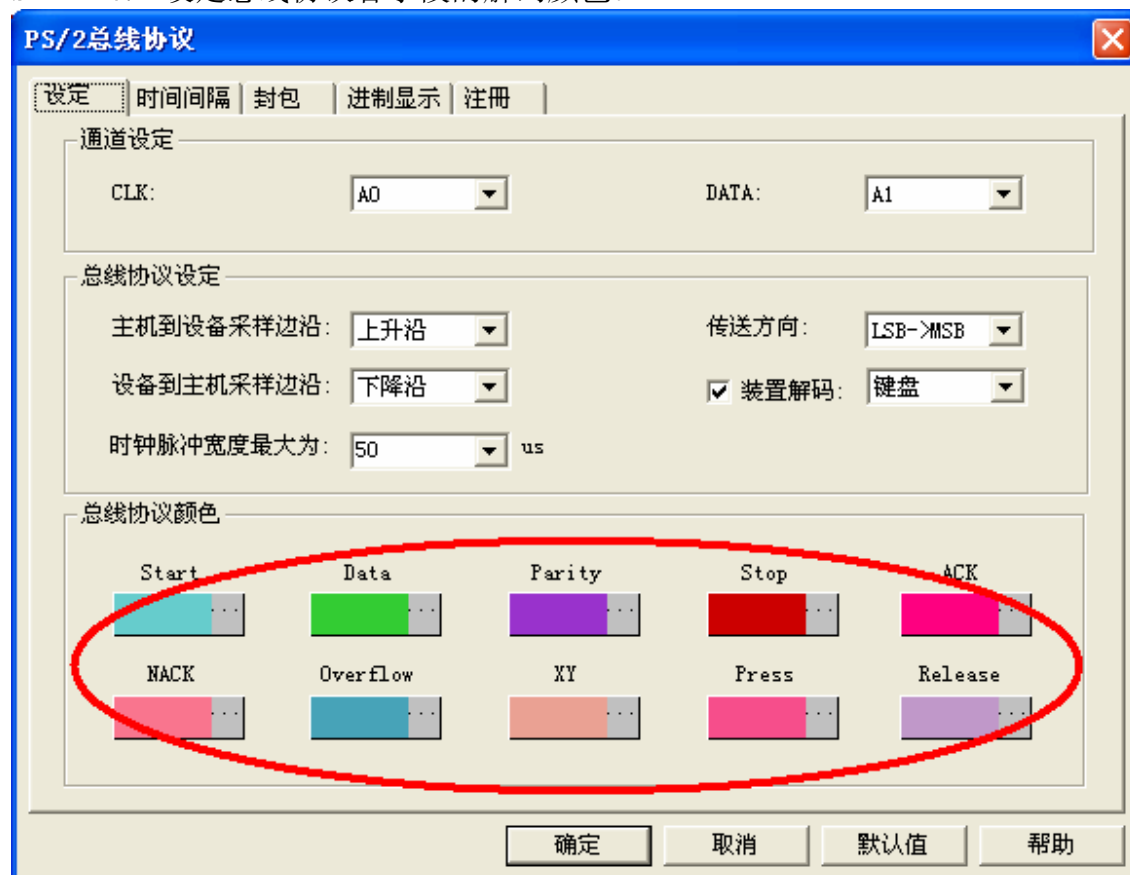 PS/2总线协议
设定 时间间隔 封包 进制显示 注册
通道设定
CLK: A0 DATA: A1
总线协议设定
主机到设备采样边沿: 上升沿 传送方向: LSB->MSB
设备到主机采样边沿: 下降沿 装置解码: 键盘
时钟脉冲宽度最大为: 50 us
总线协议颜色
Start Data Parity Stop ACK
... ... ... ... ...
NACK Overflow XY Press Release
... ... ... ... ...
确定 取消 默认值 帮助